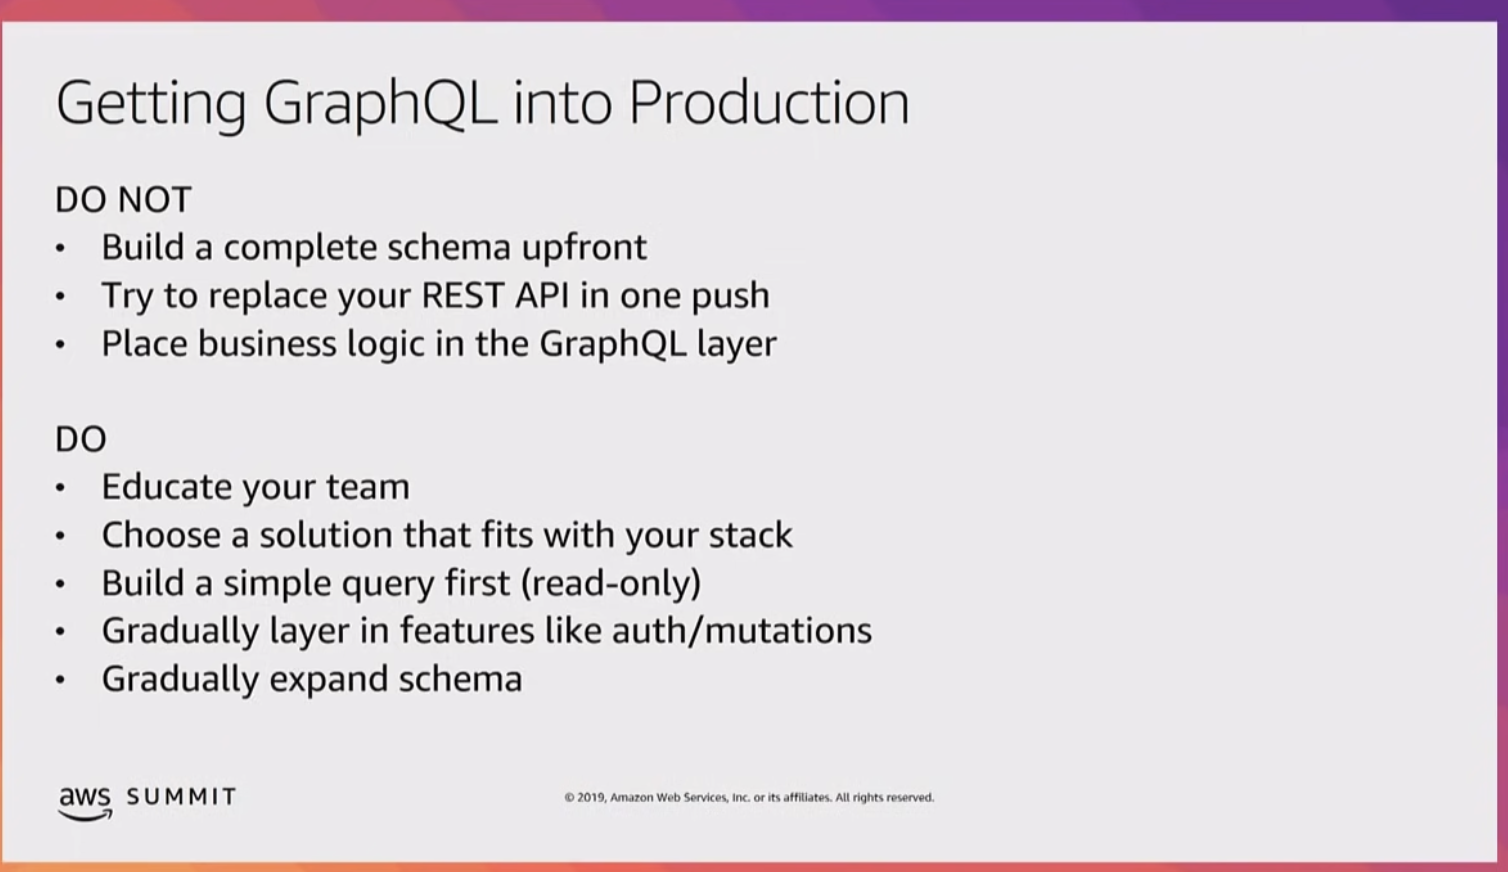 Getting GraphQL into Production
DO NOT
• Build a complete schema upfront
• Try to replace your REST API in one push
• Place business logic in the GraphQL layer
DO
• Educate your team
• Choose a solution that fits with your stack
• Build a simple query first (read-only)
• Gradually layer in features like auth/mutations
• Gradually expand schema
aws SUMMIT
© 2019, Amazon Web Services, Inc. or its affiliates. All rights reserved.